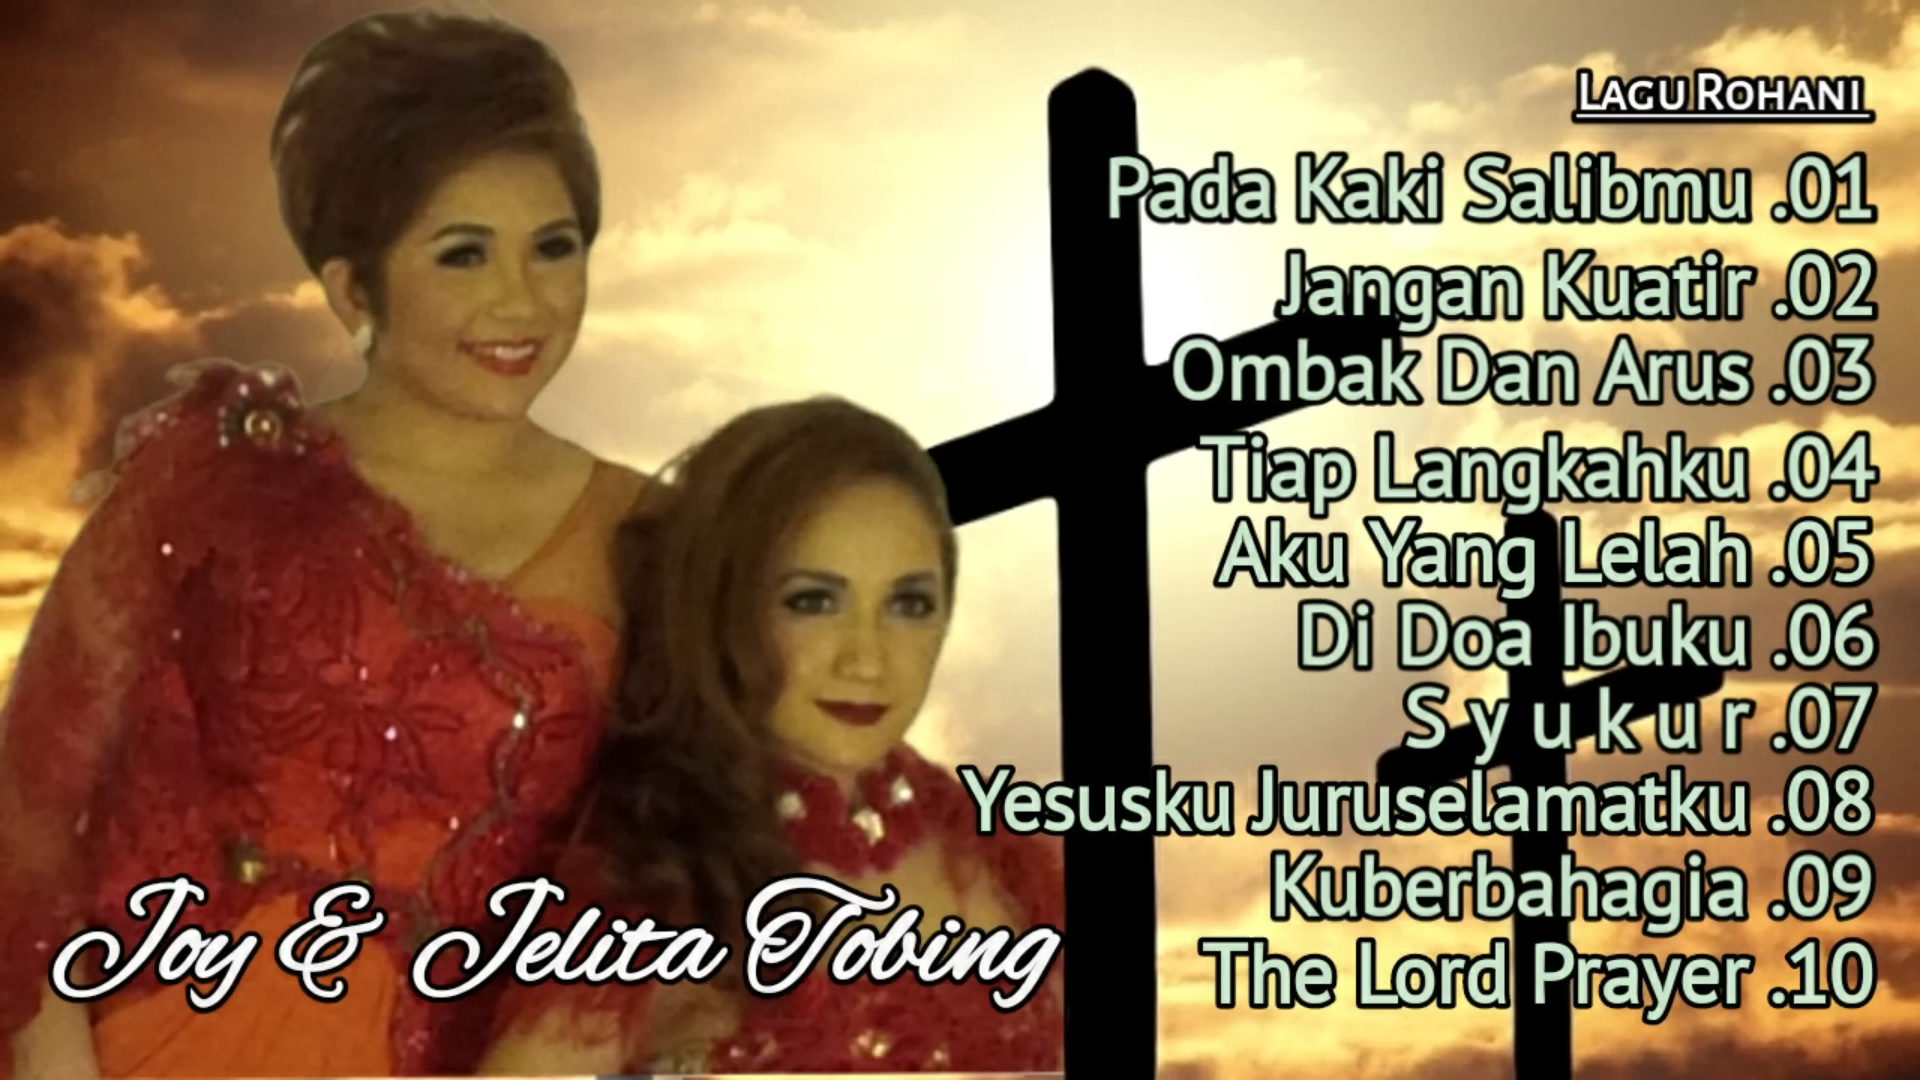 LAGU ROHANI
Pada Kaki Salibmu .01
Jangan Kuatir .02
Ombak Dan Arus .03
Tiap Langkahku .04
Aku Yang Lelah .05
Di Doa Ibuku .06
S y u k u r .07
Yesusku Juruselamatku .08
Kuberbahagia .09
The Lord Prayer .10
Joy & Jelita Tobing